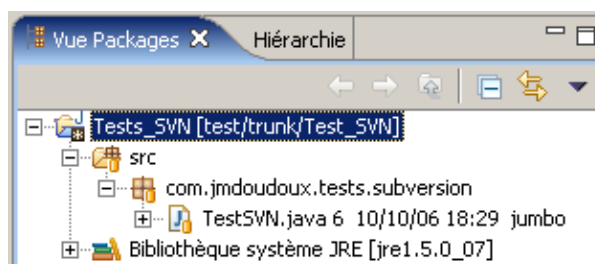 Vue Packages Hiérarchie
Tests_SVN [test/trunk/Test_SVN]
src
com.jmdoudoux.tests.subversion
TestSVN.java 6 10/10/06 18:29 jumbo
Bibliothèque système JRE [jre1.5.0_07]